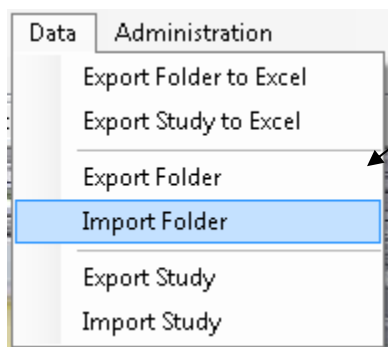 Data Administration
Export Folder to Excel
Export Study to Excel
Export Folder
Import Folder
Export Study
Import Study